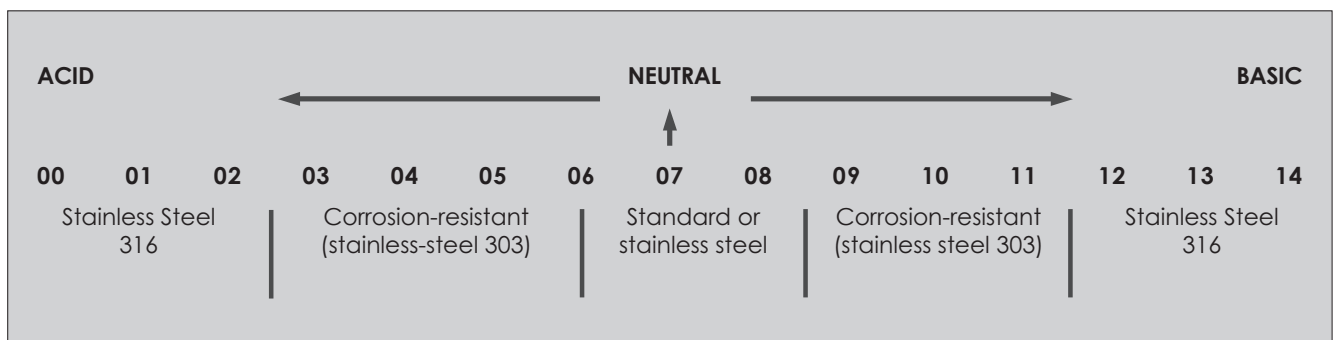 ACID NEUTRAL BASIC
00 01 02 03 04 05 06 07 08 09 10 11 12 13 14
Stainless Steel
316
Corrosion-resistant
(stainless-steel 303)
Standard or
stainless steel
Corrosion-resistant
(stainless steel 303)
Stainless Steel
316